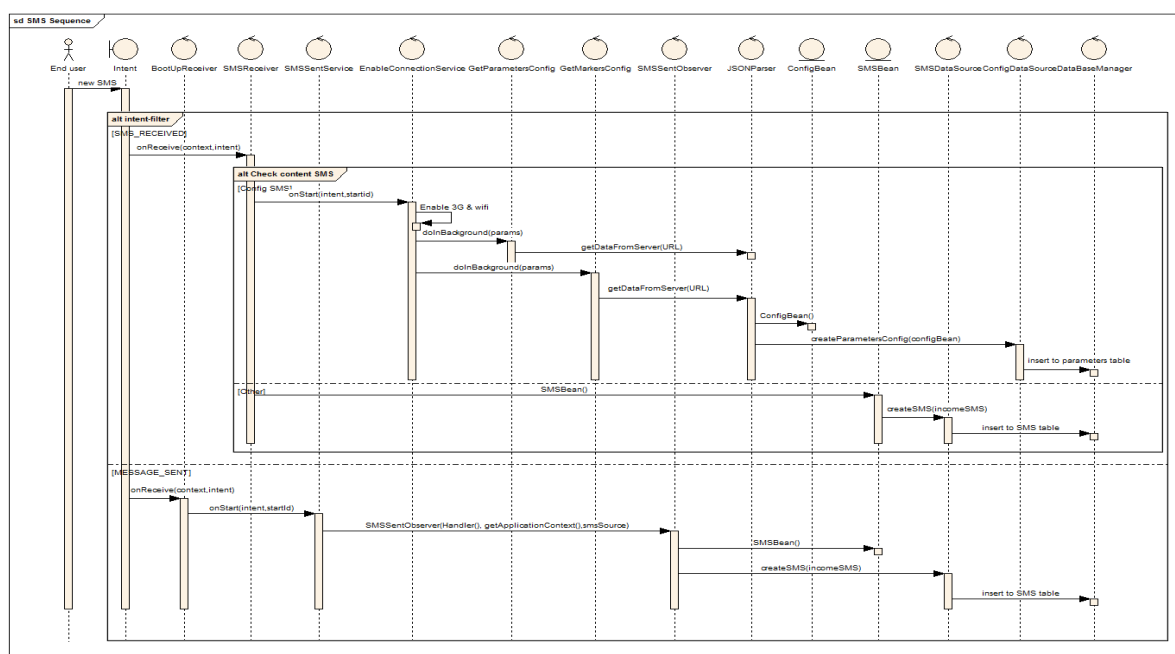 sd SMS Sequence
End user
Intent
BootUpReceiver
SMSReceiver
SMSSentService
EnableConnectionService
GetParametersConfig
GetMarkersConfig
SMSSentObserver
JSONParser
ConfigBean
SMSBean
SMSDataSource
ConfigDataSource
DataBaseManager
new SMS
alt intent-filter
[SMS_RECEIVED]
onReceive(context,intent)
alt Check content SMS
[Config SMS]
onStart(intent,startid)
Enable 3G & wifi
doInBackground(params)
getDataFromServer(URL)
doInBackground(params)
getDataFromServer(URL)
ConfigBean()
createParametersConfig(configBean)
insert to parameters table
[Other]
SMSBean()
createSMS(incomeSMS)
insert to SMS table
[MESSAGE_SENT]
onReceive(context,intent)
onStart(intent,startId)
SMSSentObserver(Handler(), getApplicationContext(),smsSource)
SMSBean()
createSMS(incomeSMS)
insert to SMS table